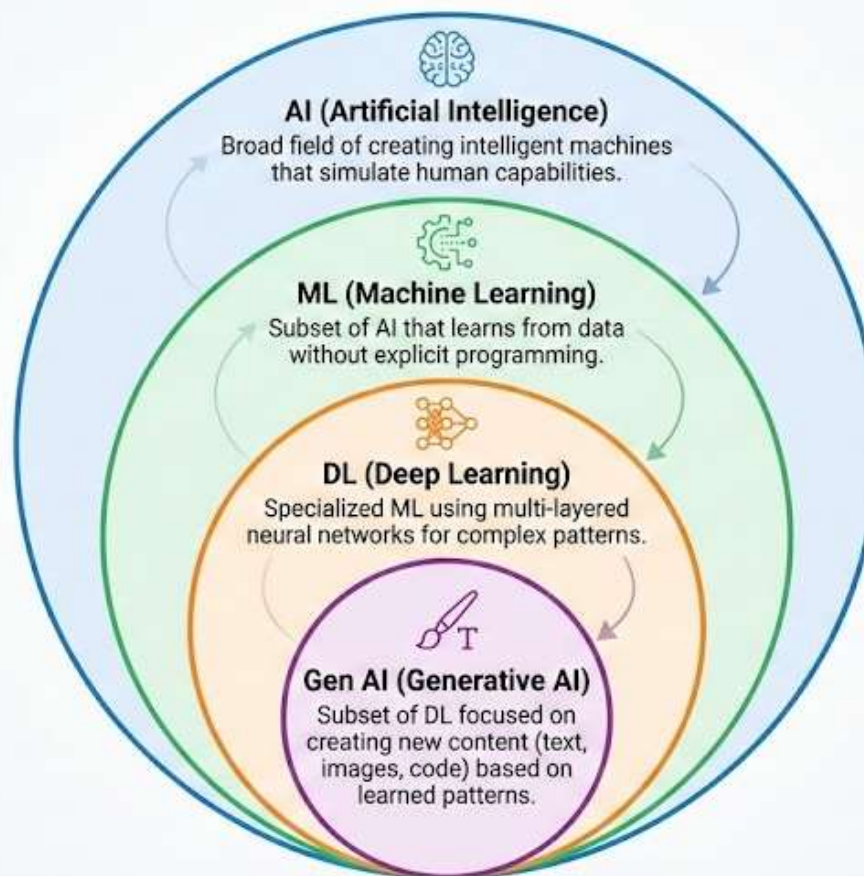 AI (Artificial Intelligence)
Broad field of creating intelligent machines
that simulate human capabilities.
ML (Machine Learning)
Subset of AI that learns from data
without explicit programming.
DL (Deep Learning)
Specialized ML using multi-layered
neural networks for complex patterns.
T
Gen AI (Generative AI)
Subset of DL focused on
creating new content (text,
images, code) based on
learned patterns.